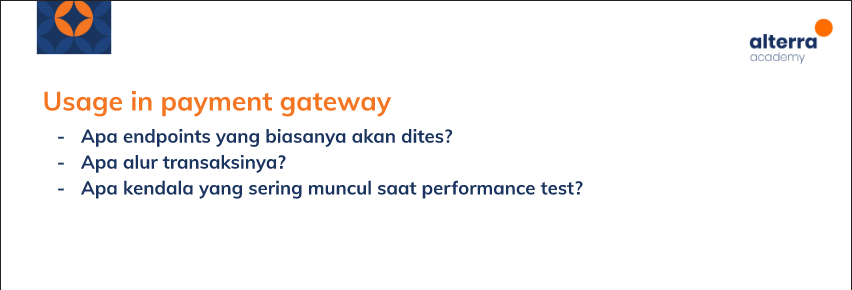 alterra
academy
Usage in payment gateway
- Apa endpoints yang biasanya akan dites?
- Apa alur transaksinya?
- Apa kendala yang sering muncul saat performance test?